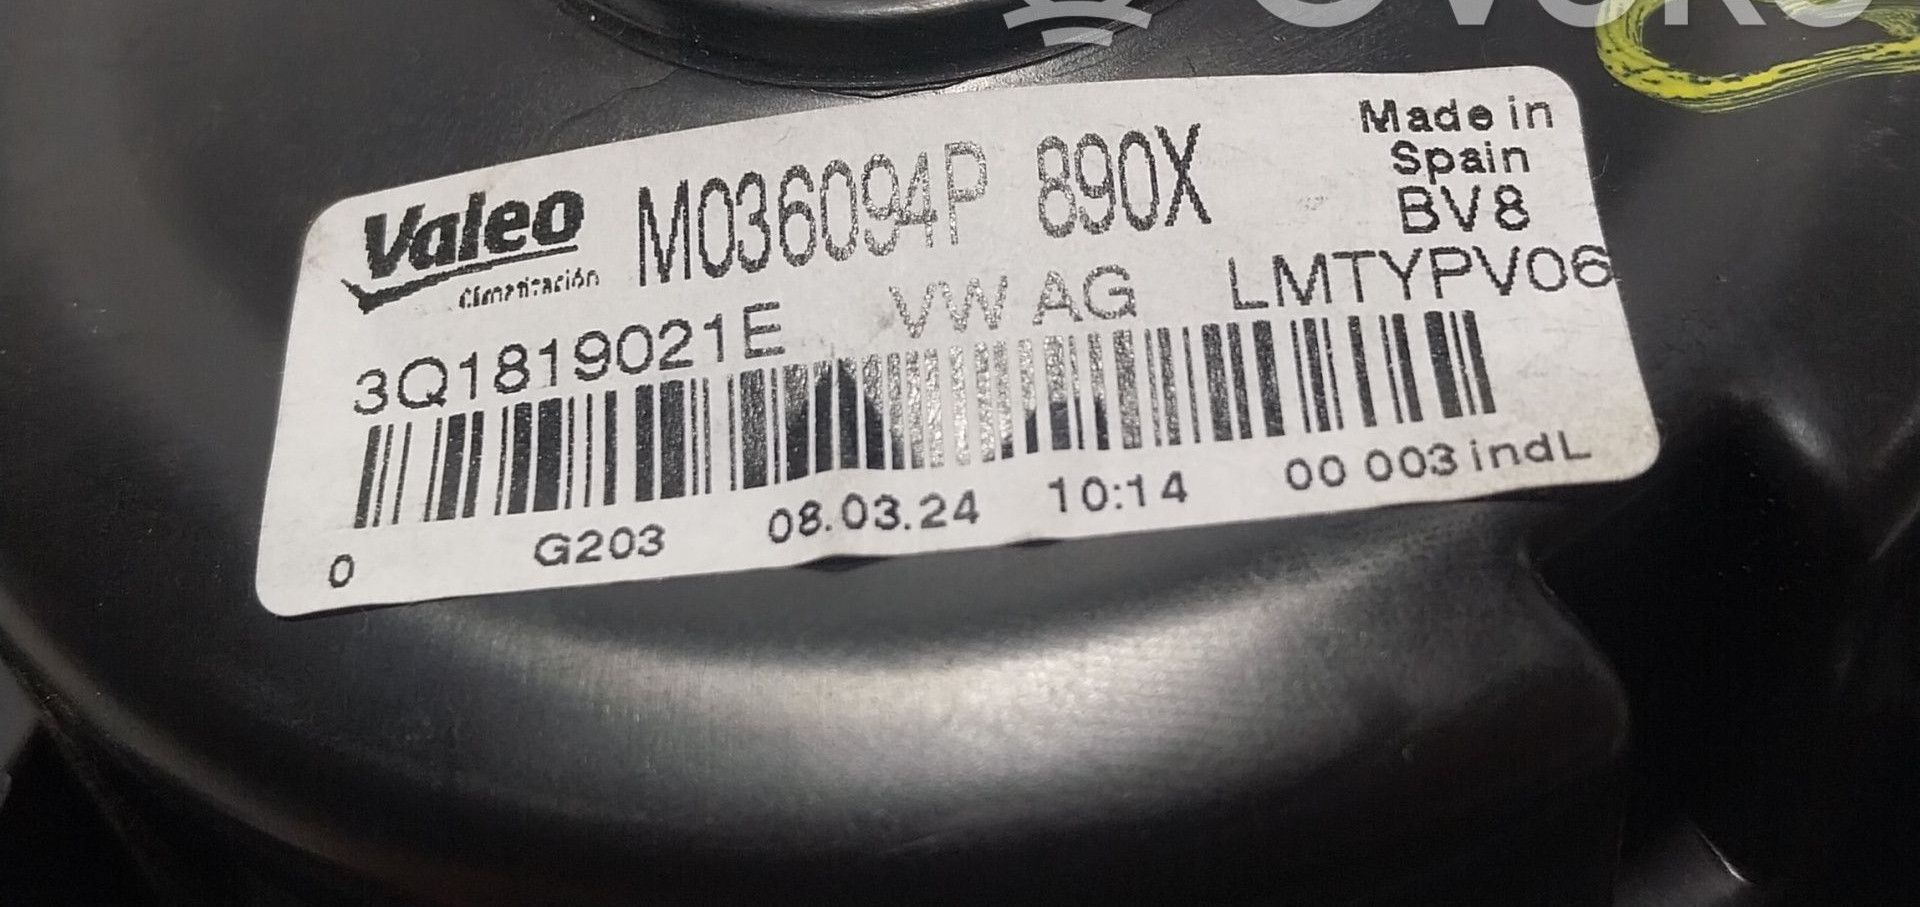 Valeo
Climatización
M036094P 890X
Made in
Spain
BV8
3Q1819021E VW AG LMTYPV06
0 G203 08.03.24 10:14 00 003 indL